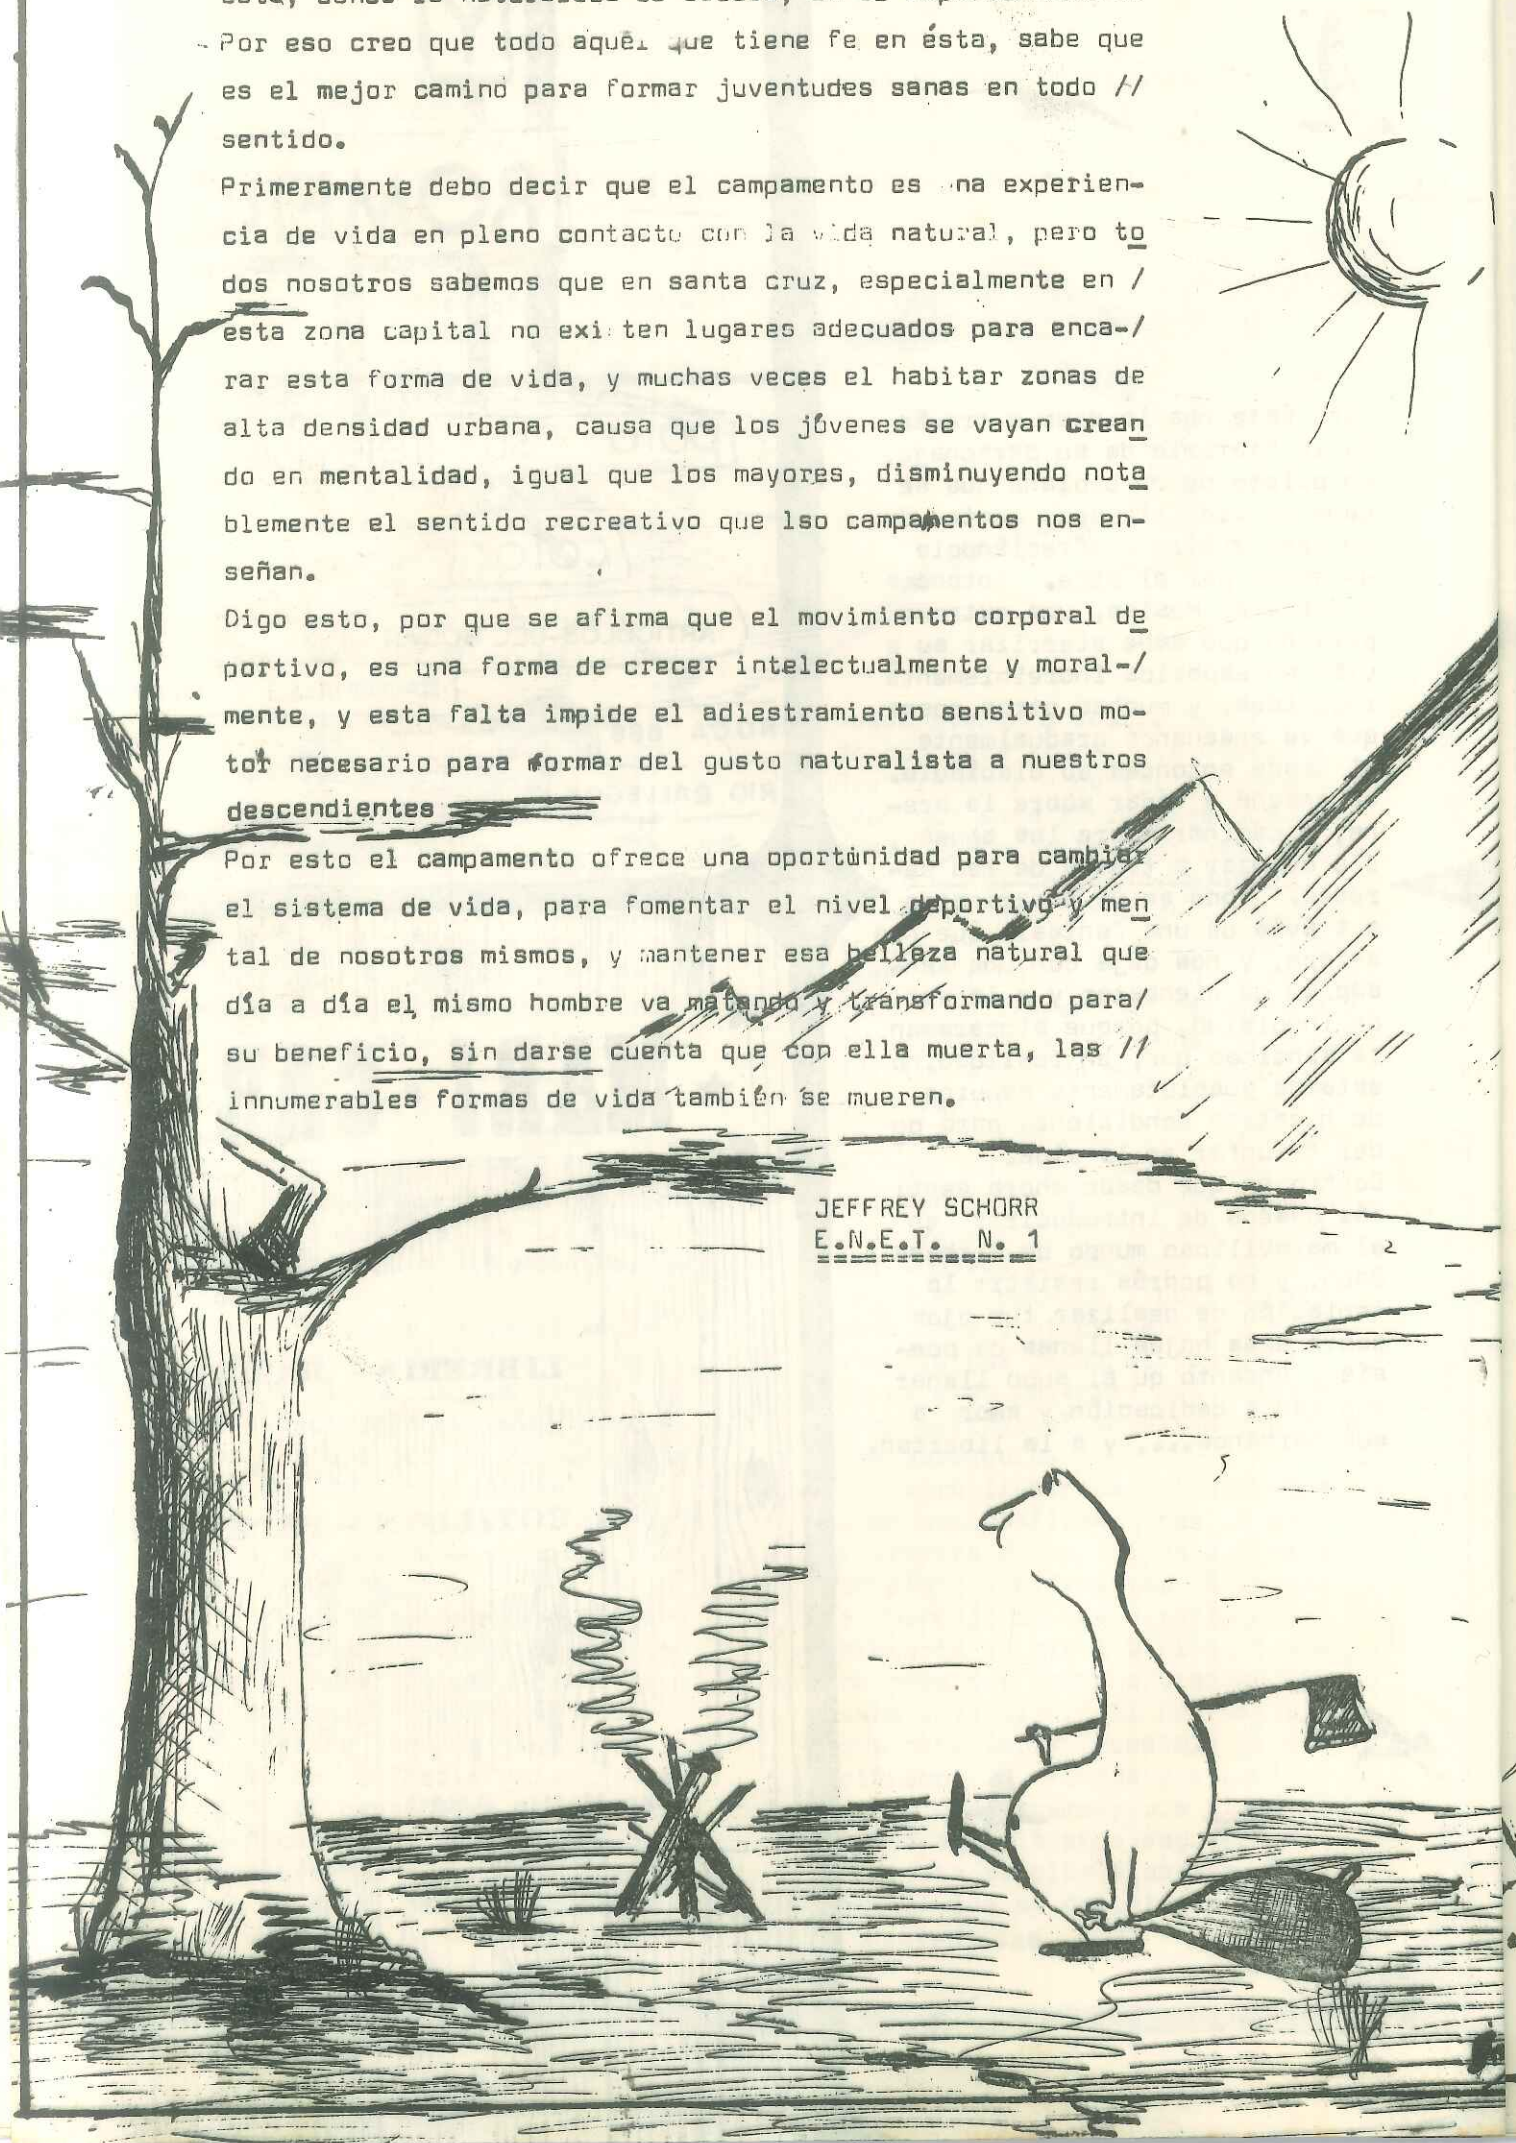 Por eso creo que todo aquél que tiene fe en ésta, sabe que
es el mejor camino para formar juventudes sanas en todo //
sentido.
Primeramente debo decir que el campamento es na experien-
cia de vida en pleno contacto con la vida natural, pero to
dos nosotros sabemos que en santa cruz, especialmente en /
esta zona capital no exi ten lugares adecuados para enca-/
rar esta forma de vida, y muchas veces el habitar zonas de
alta densidad urbana, causa que los jóvenes se vayan crean
do en mentalidad, igual que los mayores, disminuyendo nota
blemente el sentido recreativo que lso campamentos nos en-
señan.
Digo esto, por que se afirma que el movimiento corporal de
portivo, es una forma de crecer intelectualmente y moral-/
mente, y esta falta impide el adiestramiento sensitivo mo-
tor necesario para formar del gusto naturalista a nuestros
descendientes
Por esto el campamento ofrece una oportunidad para cambiar
el sistema de vida, para fomentar el nivel deportivo y men
tal de nosotros mismos, y mantener esa belleza natural que
día a día el mismo hombre va matando y transformando para/
su beneficio, sin darse cuenta que con ella muerta, las //
innumerables formas de vida también se mueren.
JEFFREY SCHORR
E.N.E.T. N. 1